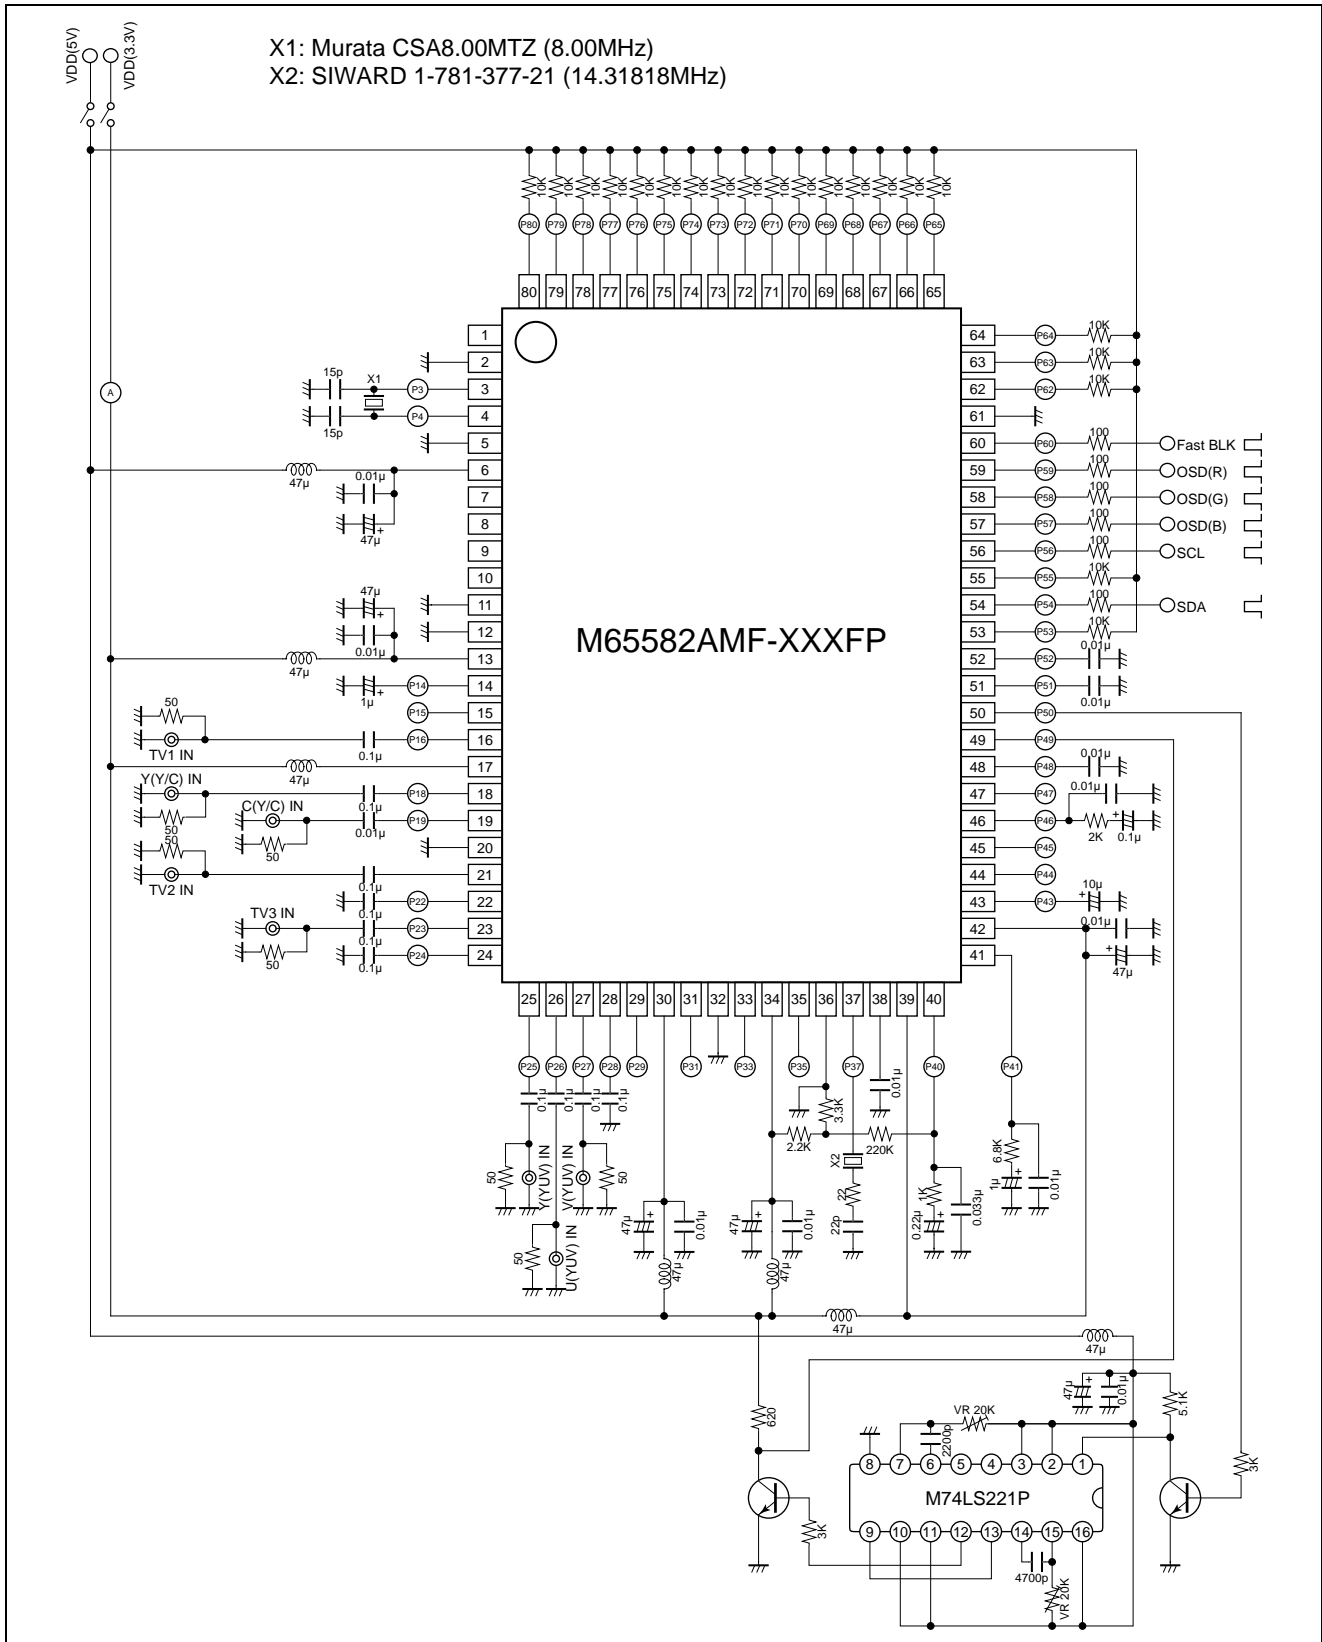 X1: Murata CSA8.00MTZ (8.00MHz)
X2: SIWARD 1-781-377-21 (14.31818MHz)
VDD(5V)
VDD(3.3V)
10K 10K 10K 10K 10K 10K 10K 10K 10K 10K 10K 10K 10K 10K 10K 10K
P80 P79 P78 P77 P76 P75 P74 P73 P72 P71 P70 P69 P68 P67 P66 P65
80 79 78 77 76 75 74 73 72 71 70 69 68 67 66 65
A
M65582AMF-XXXFP
1
2
15p X1 P3 3
15p P4 4
5
47μ 0.01μ 6
7
47μ 8
9
10
47μ 11
12
47μ 0.01μ 13
1μ P14 14
50 P15 15
TV1 IN 0.1μ P16 16
47μ 17
Y(Y/C) IN 50 0.1μ P18 18
C(Y/C) IN 50 0.01μ P19 19
20
50 TV2 IN 0.1μ 21
0.1μ P22 22
TV3 IN 50 0.1μ P23 23
0.1μ P24 24
64 P64 10K
63 P63 10K
62 P62 10K
61
60 P60 100 Fast BLK
59 P59 100 OSD(R)
58 P58 100 OSD(G)
57 P57 100 OSD(B)
56 P56 100 SCL
55 P55 10K
54 P54 100 SDA
53 P53 10K
52 P52 0.01μ
51 P51 0.01μ
50 P50
49 P49
48 P48 0.01μ
47 P47 0.01μ
46 P46 2K + 0.1μ
45 P45
44 P44
43 P43 + 10μ
42 0.01μ
41 + 47μ
25 26 27 28 29 30 31 32 33 34 35 36 37 38 39 40
P25 P26 P27 P28 P29 P31 P33 P35 P37 P40 P41
0.1μ 0.1μ 0.1μ 0.1μ
3.3K 0.01μ
2.2K 220K
X2 22 22p
1K 0.22μ + 0.033μ
6.8K 1μ + 0.01μ
50 Y(YUV) IN V(YUV) IN 50
50 U(YUV) IN
47μ + 0.01μ 47μ
47μ + 0.01μ 47μ
47μ
47μ
47μ + 0.01μ 5.1K
620
VR 20K
2200p
3K
8 7 6 5 4 3 2 1
M74LS221P
9 10 11 12 13 14 15 16
3K
4700p
VR 20K